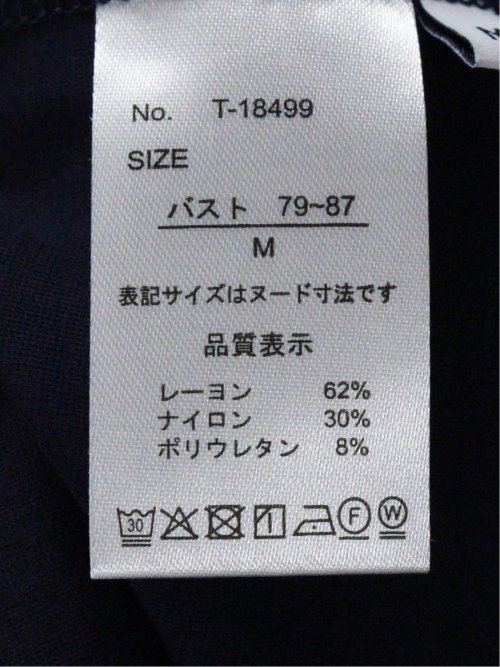 No. T-18499
SIZE
バスト 79~87
M
表記サイズはヌード寸法です
品質表示
レーヨン 62%
ナイロン 30%
ポリウレタン 8%
30 F W